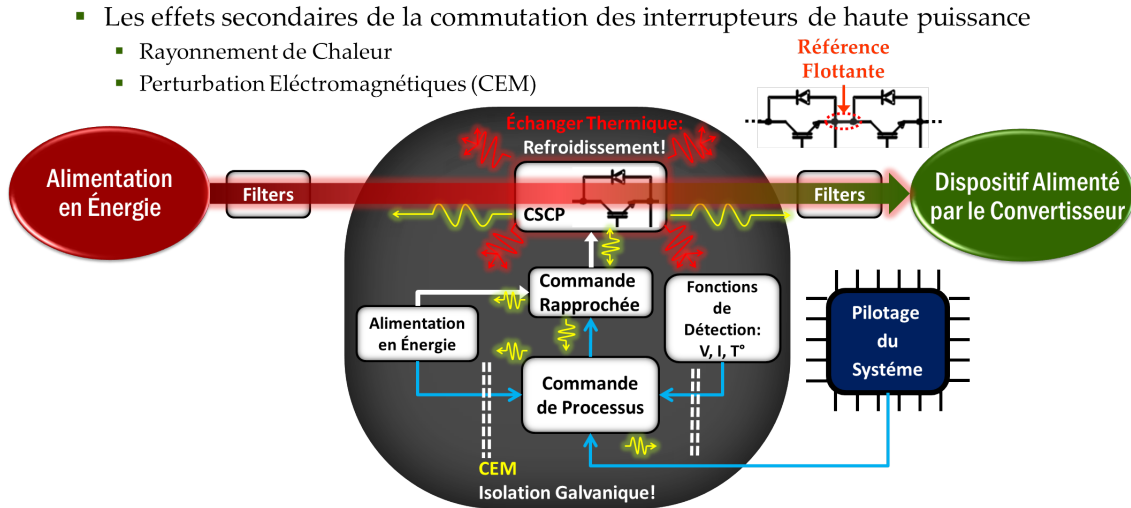 Les effets secondaires de la commutation des interrupteurs de haute puissance
Rayonnement de Chaleur
Perturbation Eléctromagnétiques (CEM)
Référence
Flottante
Échanger Thermique:
Refroidissement!
Alimentation
en Énergie
Filters
CSCP
Filters
Dispositif Alimenté
par le Convertisseur
Commande
Rapprochée
Fonctions
de
Détection:
V, I, T°
Alimentation
en Énergie
Pilotage
du
Systéme
Commande
de Processus
CEM
Isolation Galvanique!